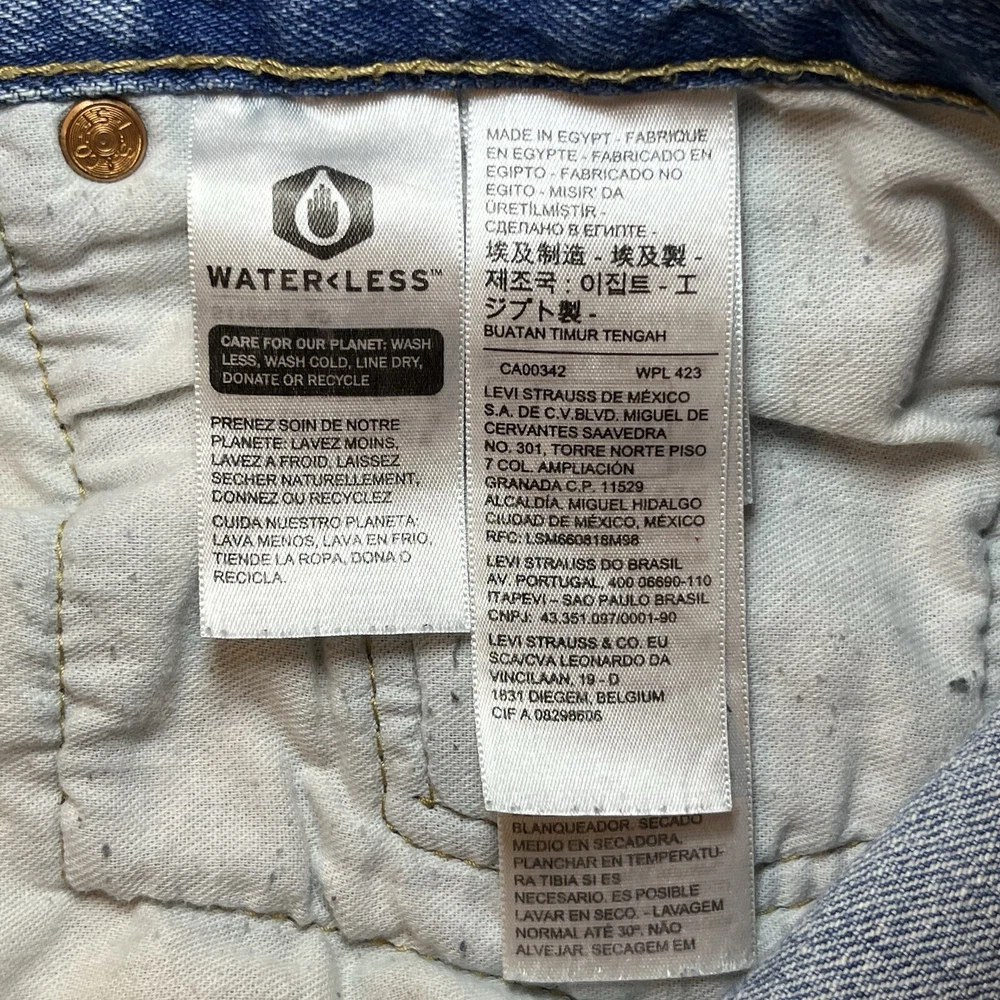 WATER<LESS™
CARE FOR OUR PLANET: WASH
LESS, WASH COLD, LINE DRY,
DONATE OR RECYCLE
PRENEZ SOIN DE NOTRE
PLANETE: LAVEZ MOINS,
LAVEZ A FROID, LAISSEZ
SECHER NATURELLEMENT,
DONNEZ OU RECYCLEZ
CUIDA NUESTRO PLANETA:
LAVA MENOS, LAVA EN FRIO,
TIENDE LA ROPA, DONA O
RECICLA.
MADE IN EGYPT - FABRIQUE
EN EGYPTE - FABRICADO EN
EGIPTO - FABRICADO NO
EGITO - MISIR' DA
ÜRETİLMİŞTİR -
СДЕЛАНО В ЕГИПТЕ -
埃及制造 - 埃及製 -
제조국 : 이집트 - エ
ジプト製 -
BUATAN TIMUR TENGAH
CA00342 WPL 423
LEVI STRAUSS DE MÉXICO
S.A. DE C.V.BLVD. MIGUEL DE
CERVANTES SAAVEDRA
NO. 301, TORRE NORTE PISO
7 COL. AMPLIACIÓN
GRANADA C.P. 11529
ALCALDÍA. MIGUEL HIDALGO
CIUDAD DE MÉXICO, MÉXICO
RFC: LSM660818M98
LEVI STRAUSS DO BRASIL
AV. PORTUGAL, 400 06690-110
ITAPEVI - SAO PAULO BRASIL
CNPJ: 43.351.097/0001-90
LEVI STRAUSS & CO. EU
SCA/CVA LEONARDO DA
VINCILAAN, 19 - D
1831 DIEGEM, BELGIUM
CIF A 08298606
BLANQUEADOR. SECADO
MEDIO EN SECADORA.
PLANCHAR EN TEMPERATU-
RA TIBIA SI ES
NECESARIO. ES POSIBLE
LAVAR EN SECO. - LAVAGEM
NORMAL ATÉ 30º. NÃO
ALVEJAR. SECAGEM EM